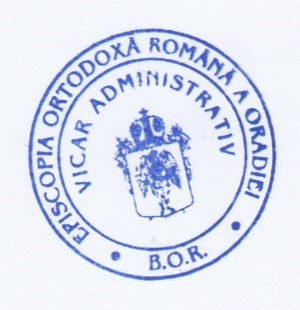 EPISCOPIA ORTODOXĂ ROMÂNĂ A ORADIEI
VICAR ADMINISTRATIV
B.O.R.